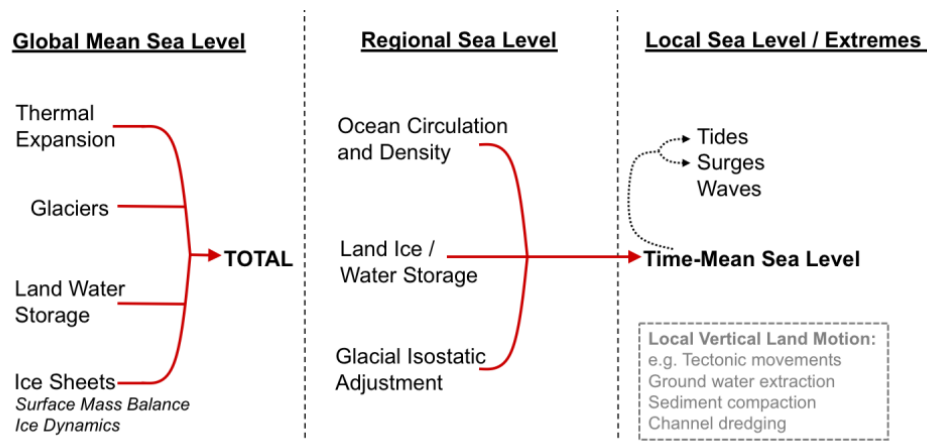 Global Mean Sea Level
Thermal
Expansion
Glaciers
TOTAL
Land Water
Storage
Ice Sheets
Surface Mass Balance
Ice Dynamics
Regional Sea Level
Ocean Circulation
and Density
Land Ice /
Water Storage
Glacial Isostatic
Adjustment
Local Sea Level / Extremes
Tides
Surges
Waves
Time-Mean Sea Level
Local Vertical Land Motion:
e.g. Tectonic movements
Ground water extraction
Sediment compaction
Channel dredging